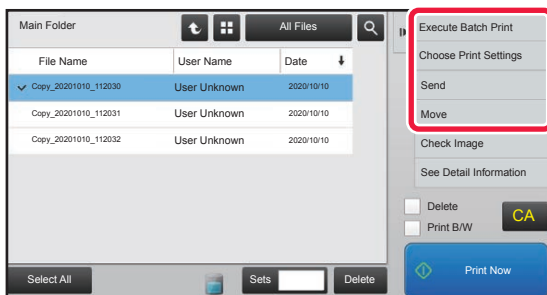 Main Folder
All Files
File Name User Name Date
Copy_20201010_112030 User Unknown 2020/10/10
Copy_20201010_112031 User Unknown 2020/10/10
Copy_20201010_112032 User Unknown 2020/10/10
Select All
Sets
Delete
Execute Batch Print
Choose Print Settings
Send
Move
Check Image
See Detail Information
Delete
Print B/W
CA
Print Now